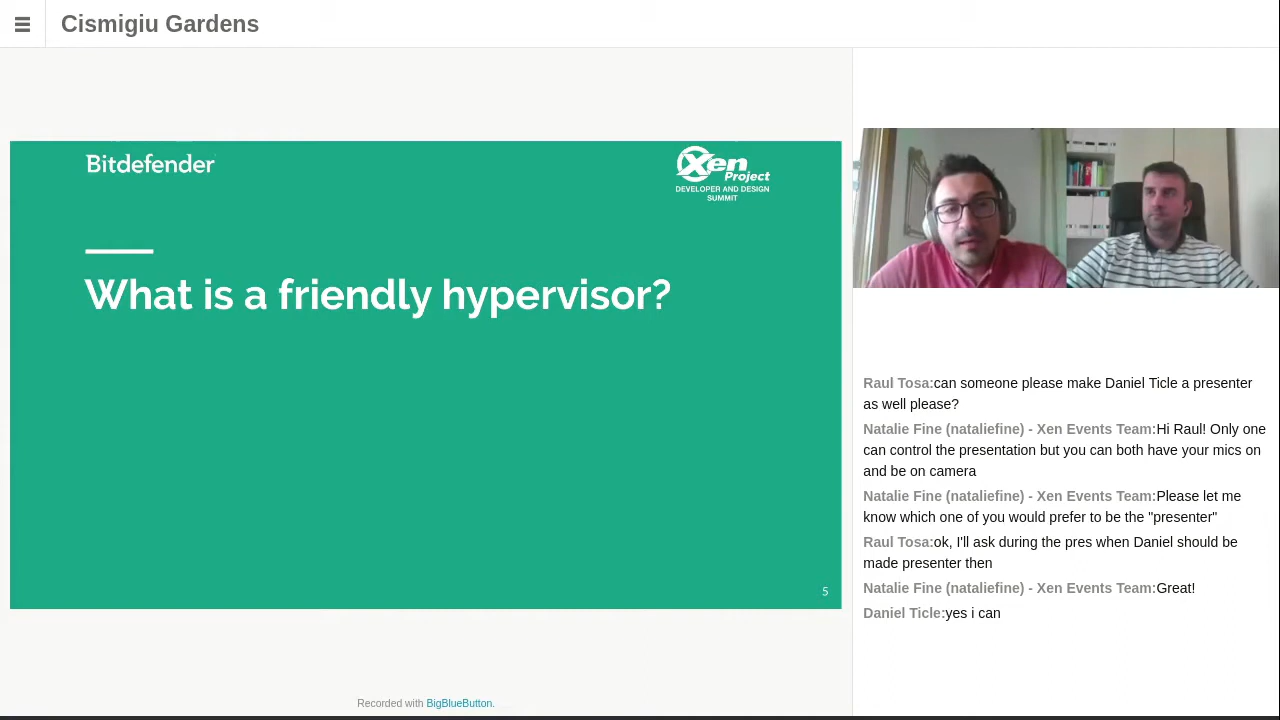 Cismigiu Gardens
Bitdefender
Xen
Project
DEVELOPER AND DESIGN
SUMMIT
What is a friendly hypervisor?
5
Recorded with BigBlueButton.
Raul Tosa:can someone please make Daniel Ticle a presenter
as well please?
Natalie Fine (nataliefine) - Xen Events Team:Hi Raul! Only one
can control the presentation but you can both have your mics on
and be on camera
Natalie Fine (nataliefine) - Xen Events Team:Please let me
know which one of you would prefer to be the "presenter"
Raul Tosa:ok, I'll ask during the pres when Daniel should be
made presenter then
Natalie Fine (nataliefine) - Xen Events Team:Great!
Daniel Ticle:yes i can